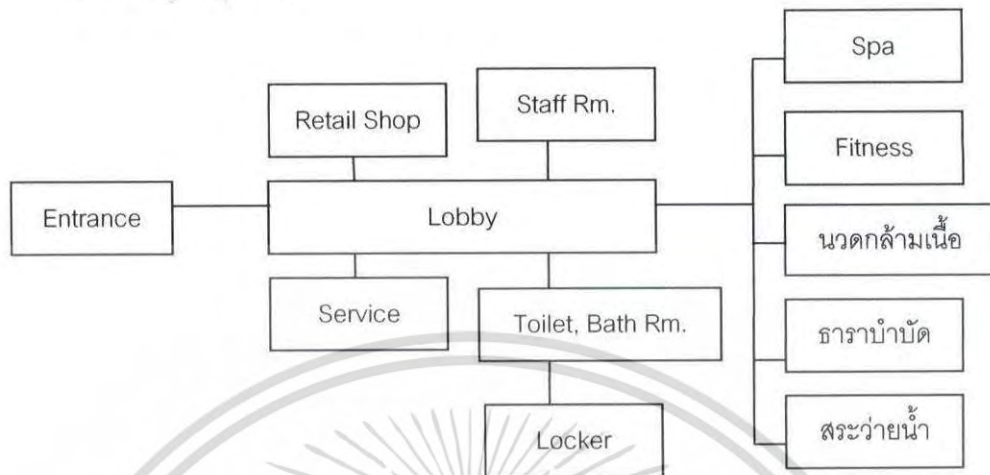 Spa
Retail Shop
Staff Rm.
Fitness
Entrance
Lobby
นวดกล้ามเนื้อ
Service
Toilet, Bath Rm.
ธาราบำบัด
Locker
สระว่ายน้ำ